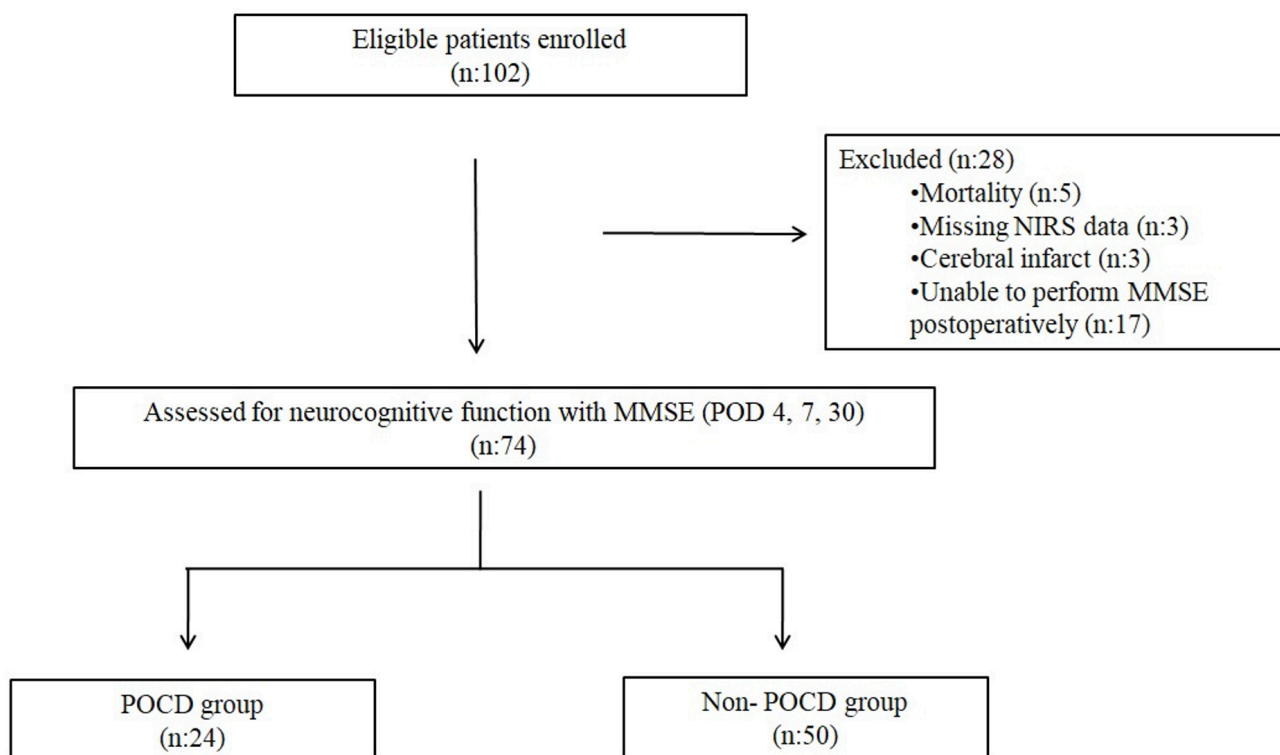 Eligible patients enrolled
(n:102)
Excluded (n:28)
•Mortality (n:5)
•Missing NIRS data (n:3)
•Cerebral infarct (n:3)
•Unable to perform MMSE
postoperatively (n:17)
Assessed for neurocognitive function with MMSE (POD 4, 7, 30)
(n:74)
POCD group
(n:24)
Non- POCD group
(n:50)